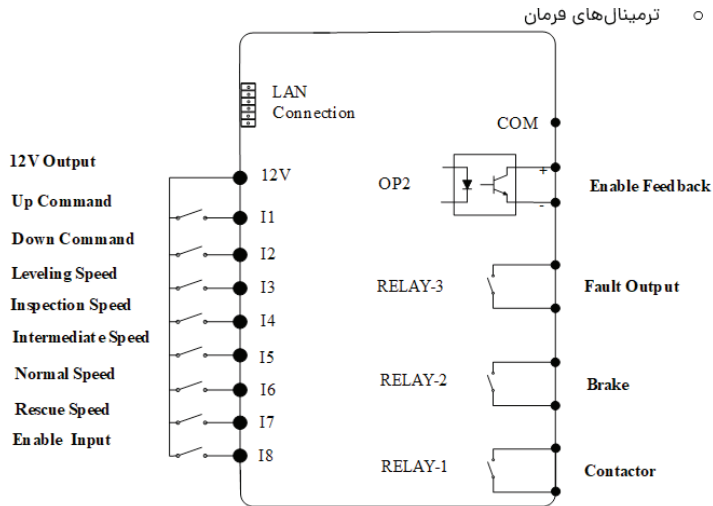 o ترمینال‌های فرمان
LAN
Connection
COM
12V Output
12V
OP2
+
-
Enable Feedback
Up Command
I1
Down Command
I2
Leveling Speed
I3
RELAY-3
Fault Output
Inspection Speed
I4
Intermediate Speed
I5
Normal Speed
I6
RELAY-2
Brake
Rescue Speed
I7
Enable Input
I8
RELAY-1
Contactor